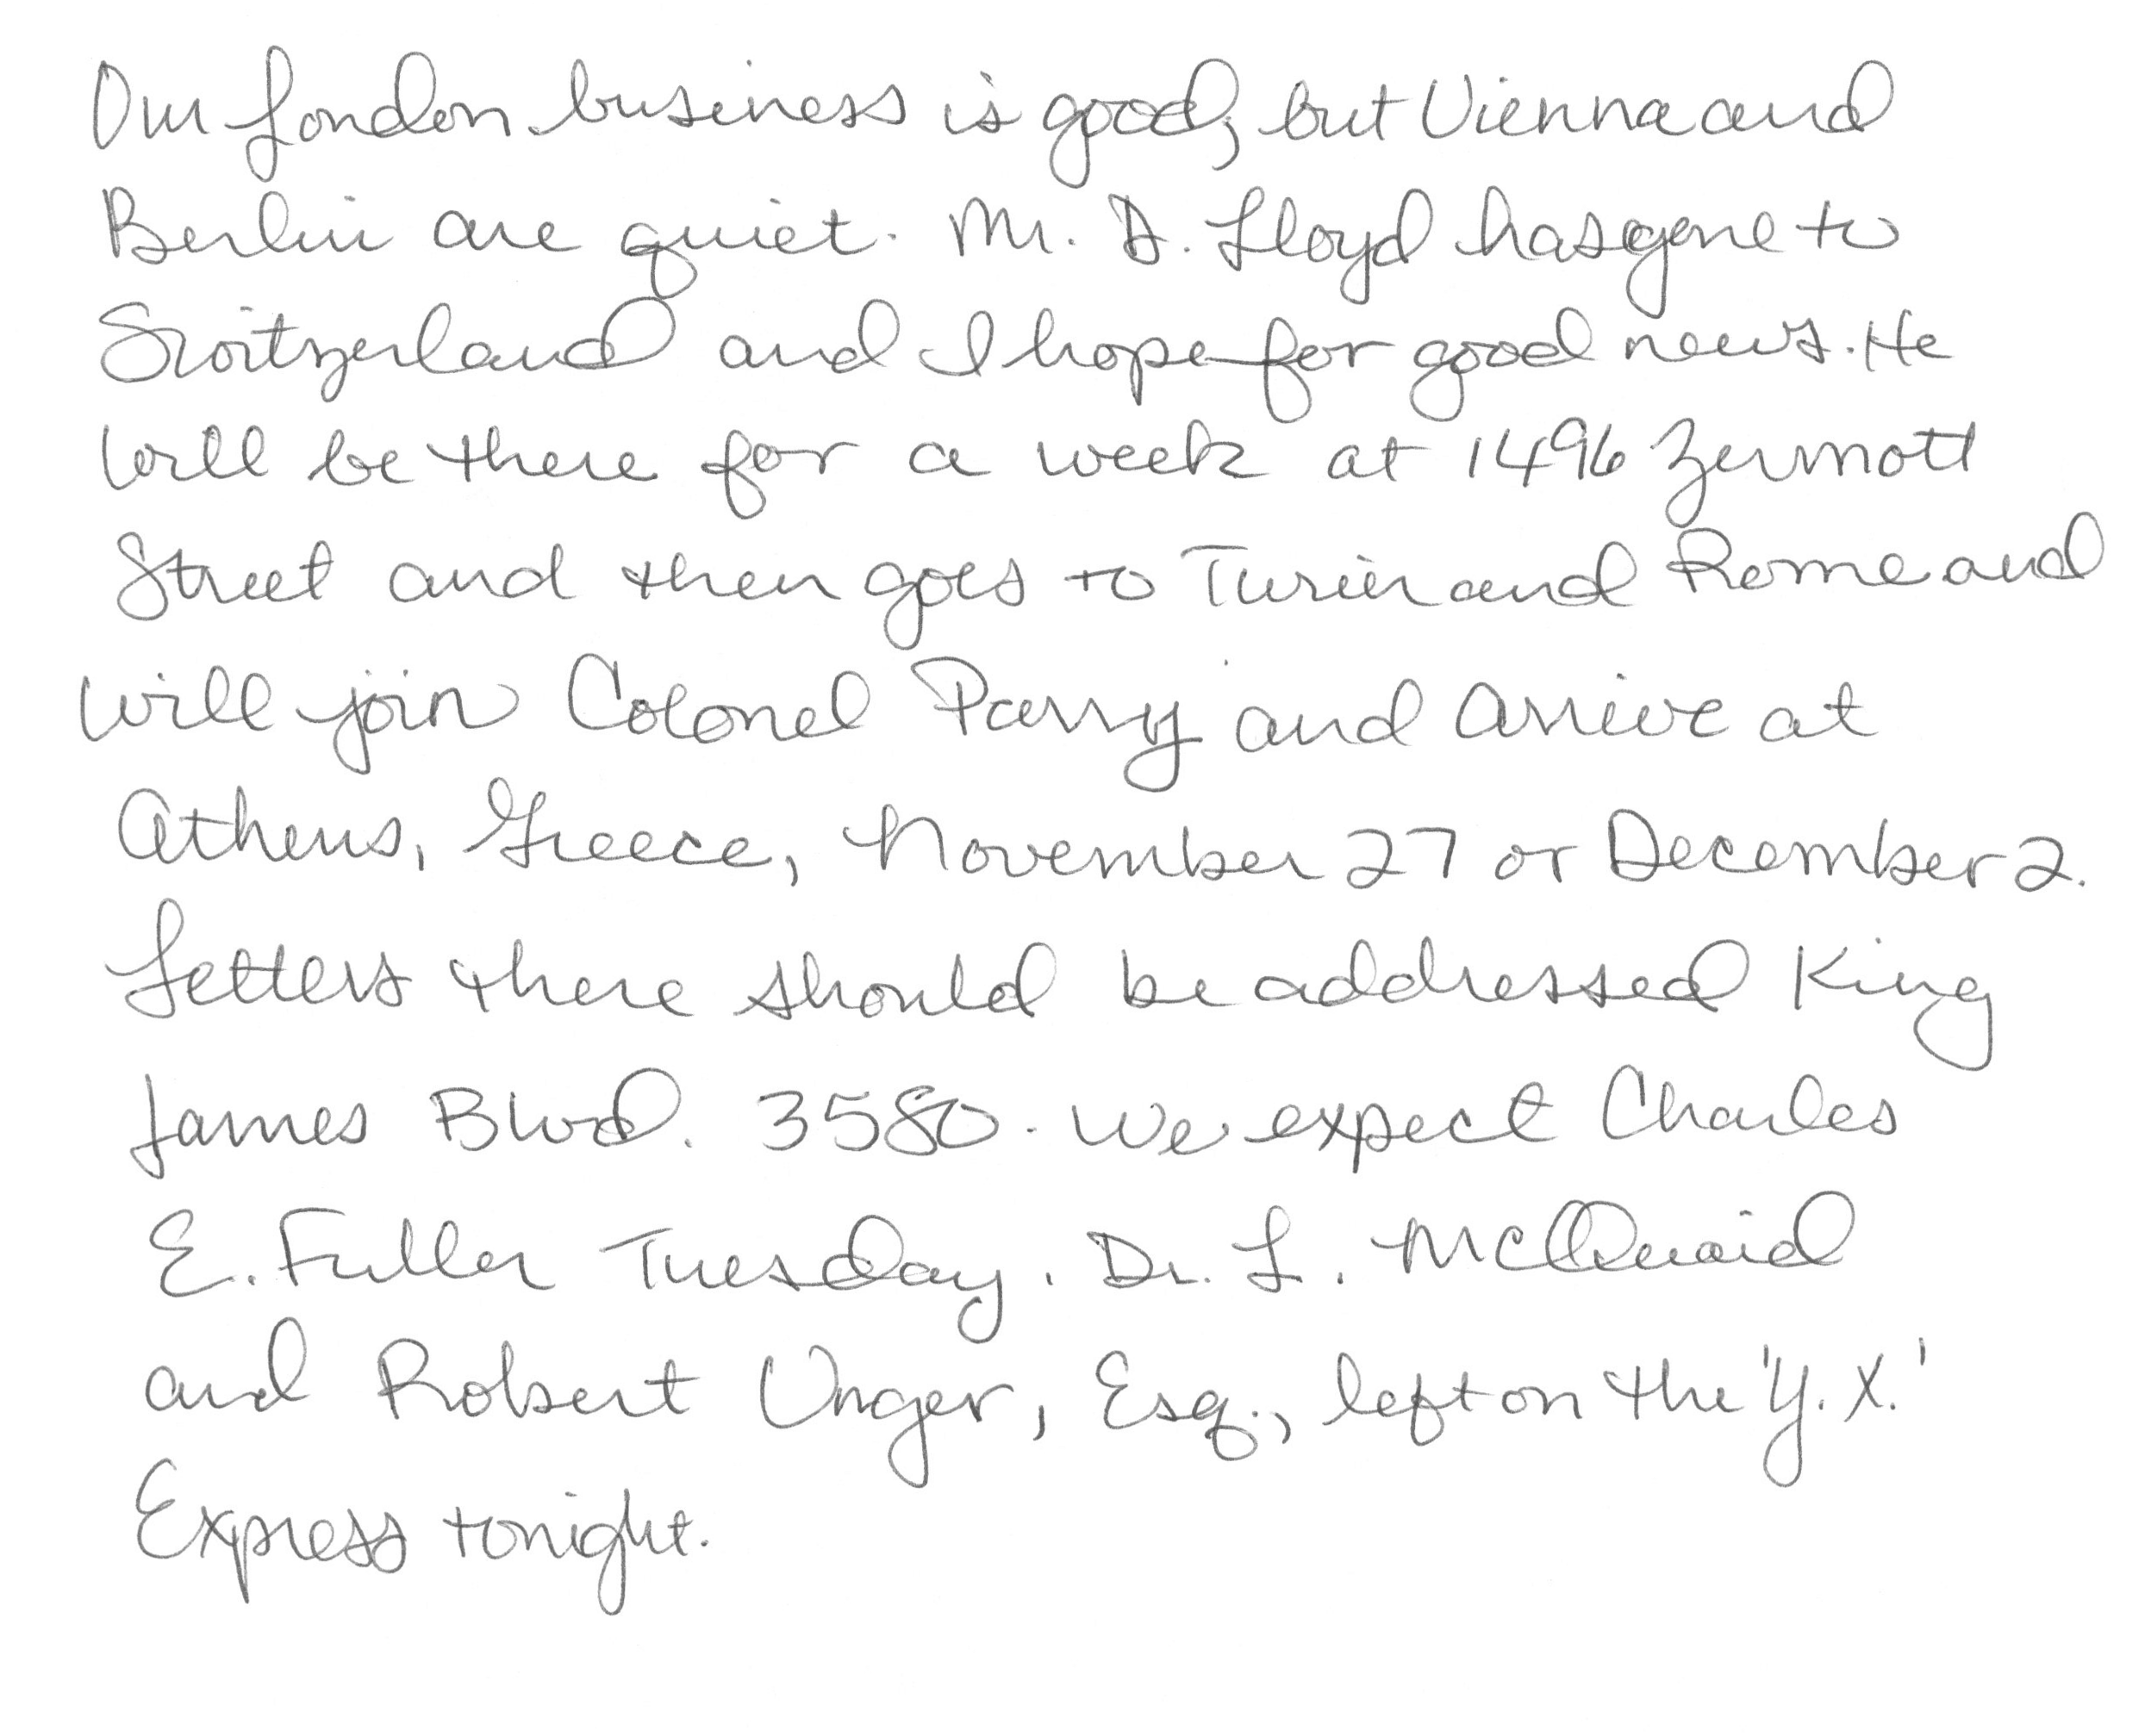 Our London business is good, but Vienna and
Berlin are quiet. Mr. D. Lloyd has gone to
Switzerland and I hope for good news. He
will be there for a week at 1496 Zermott
Street and then goes to Turin and Rome and
will join Colonel Parry and arrive at
Athens, Greece, November 27 or December 2.
Letters there should be addressed King
James Blvd. 3580. We expect Charles
E. Fuller Tuesday. Dr. L. McQuaid
and Robert Unger, Esq., left on the 'Y.X.'
Express tonight.